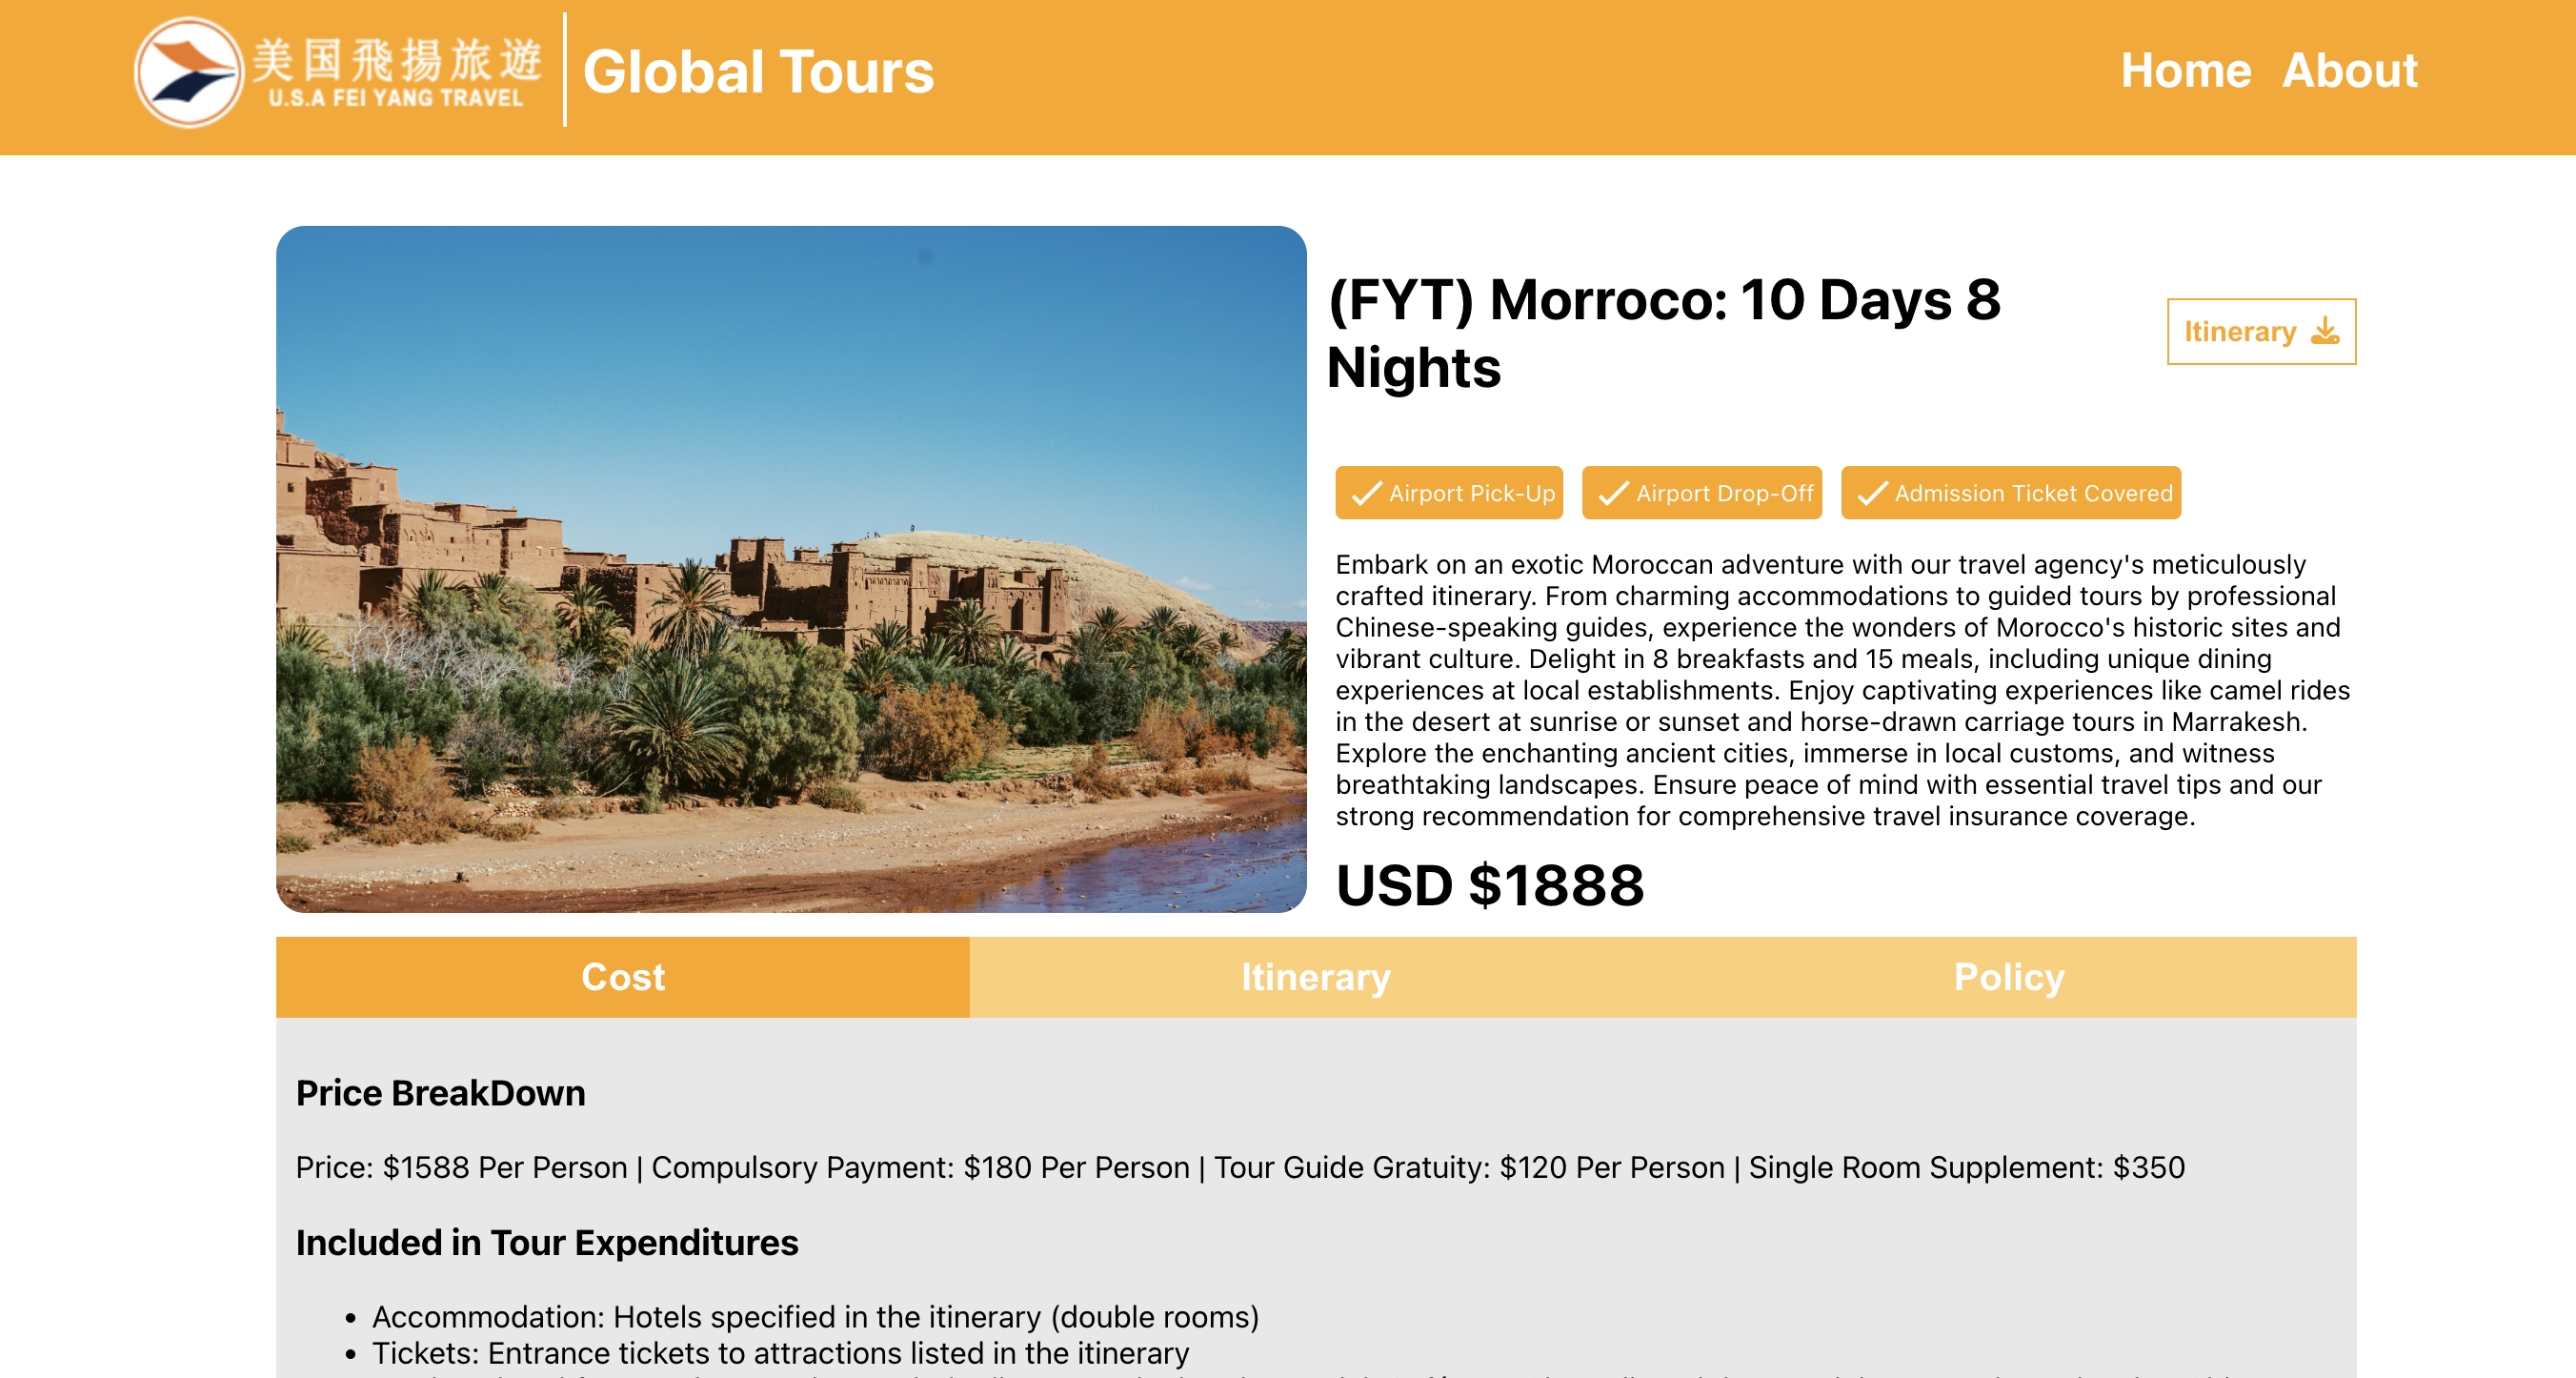 美国飛揚旅遊
U.S.A FEI YANG TRAVEL
Global Tours
Home About
(FYT) Morroco: 10 Days 8
Nights
Itinerary
Airport Pick-Up
Airport Drop-Off
Admission Ticket Covered
Embark on an exotic Moroccan adventure with our travel agency's meticulously
crafted itinerary. From charming accommodations to guided tours by professional
Chinese-speaking guides, experience the wonders of Morocco's historic sites and
vibrant culture. Delight in 8 breakfasts and 15 meals, including unique dining
experiences at local establishments. Enjoy captivating experiences like camel rides
in the desert at sunrise or sunset and horse-drawn carriage tours in Marrakesh.
Explore the enchanting ancient cities, immerse in local customs, and witness
breathtaking landscapes. Ensure peace of mind with essential travel tips and our
strong recommendation for comprehensive travel insurance coverage.
USD $1888
Cost
Itinerary
Policy
Price BreakDown
Price: $1588 Per Person | Compulsory Payment: $180 Per Person | Tour Guide Gratuity: $120 Per Person | Single Room Supplement: $350
Included in Tour Expenditures
• Accommodation: Hotels specified in the itinerary (double rooms)
• Tickets: Entrance tickets to attractions listed in the itinerary